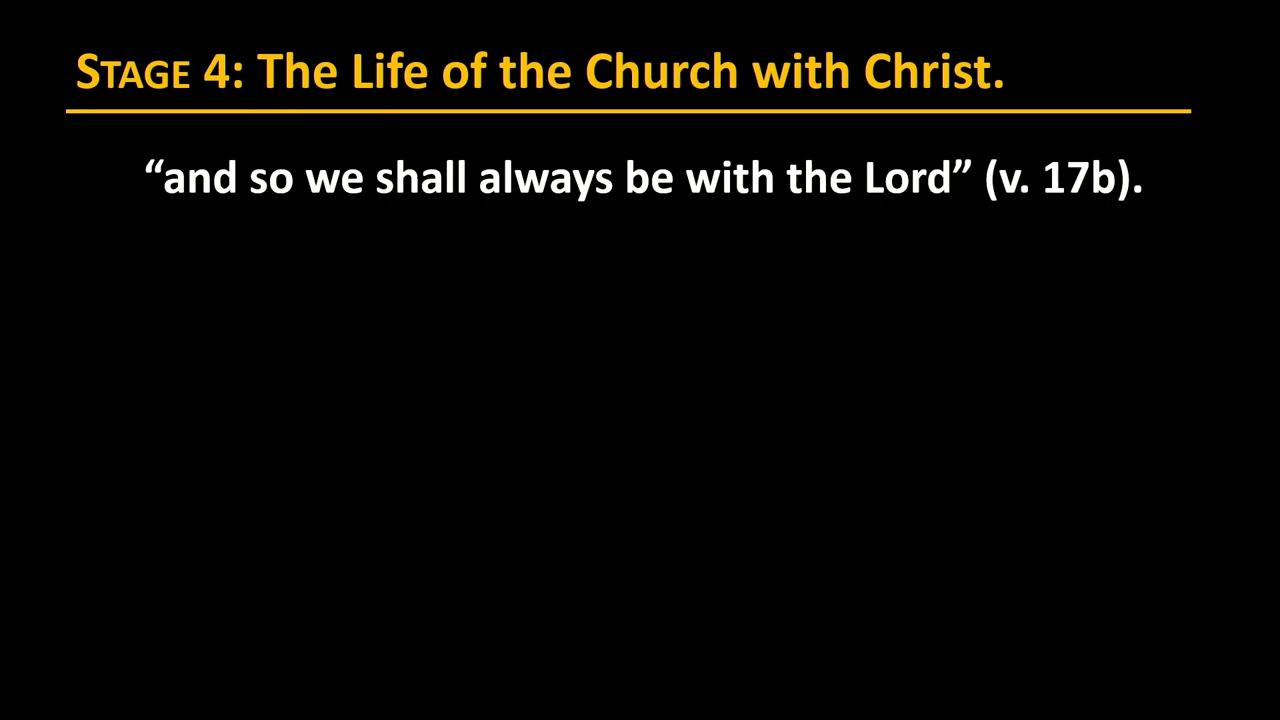 STAGE 4: The Life of the Church with Christ.
“and so we shall always be with the Lord” (v. 17b).